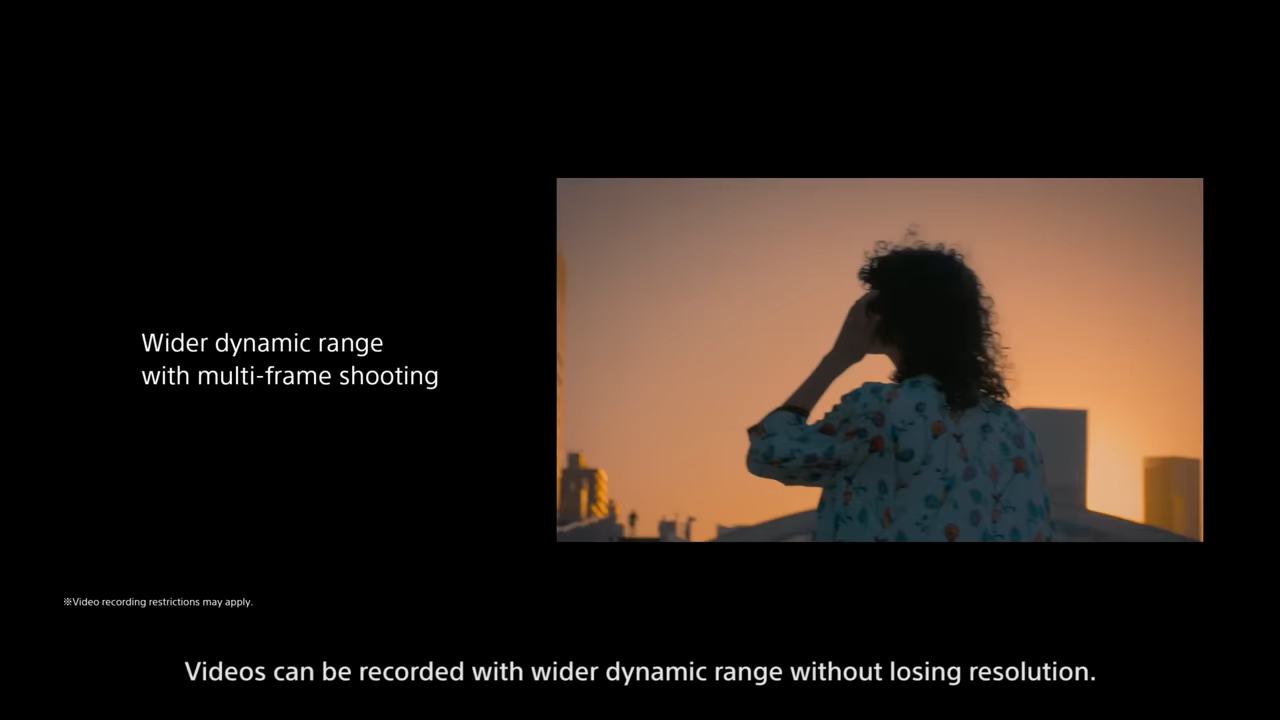 Wider dynamic range
with multi-frame shooting
※Video recording restrictions may apply.
Videos can be recorded with wider dynamic range without losing resolution.